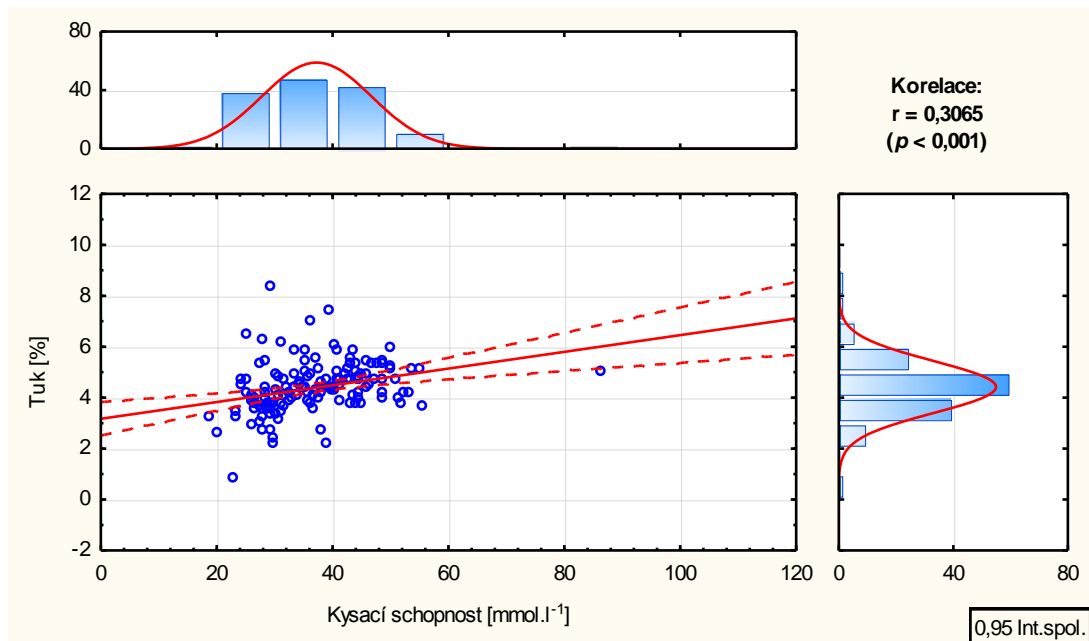 80
40
0
Korelace:
r = 0,3065
(p < 0,001)
12
10
8
6
4
2
0
-2
Tuk [%]
0 20 40 60 80 100 120
0 40 80
Kysací schopnost [mmol.l⁻¹]
0,95 Int.spol.